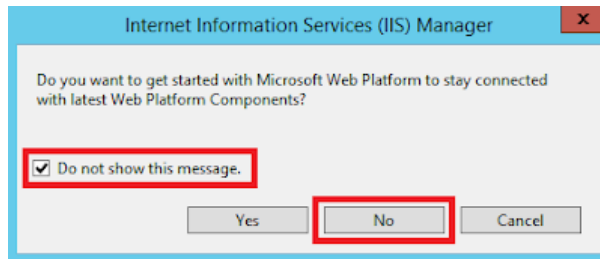 Internet Information Services (IIS) Manager
x
Do you want to get started with Microsoft Web Platform to stay connected
with latest Web Platform Components?
Do not show this message.
Yes No Cancel